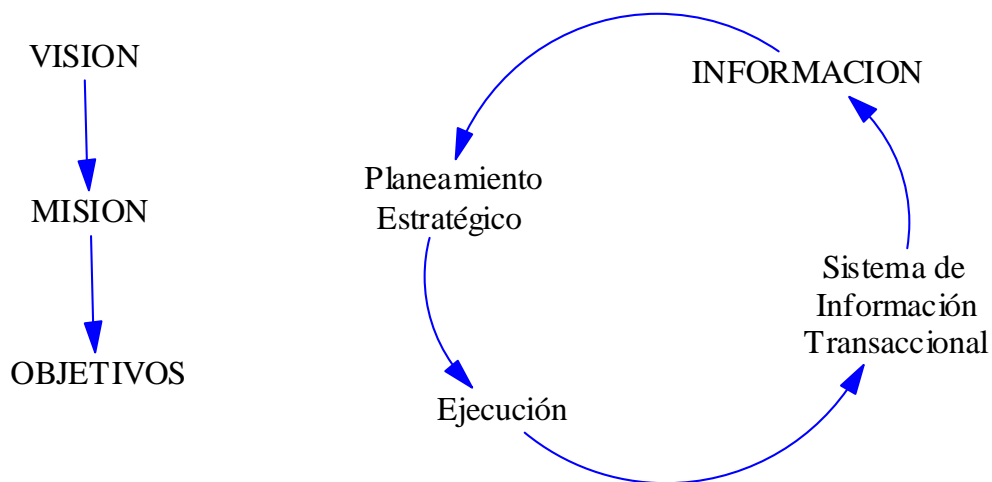 VISION
MISION
OBJETIVOS
INFORMACION
Planeamiento
Estratégico
Ejecución
Sistema de
Información
Transaccional